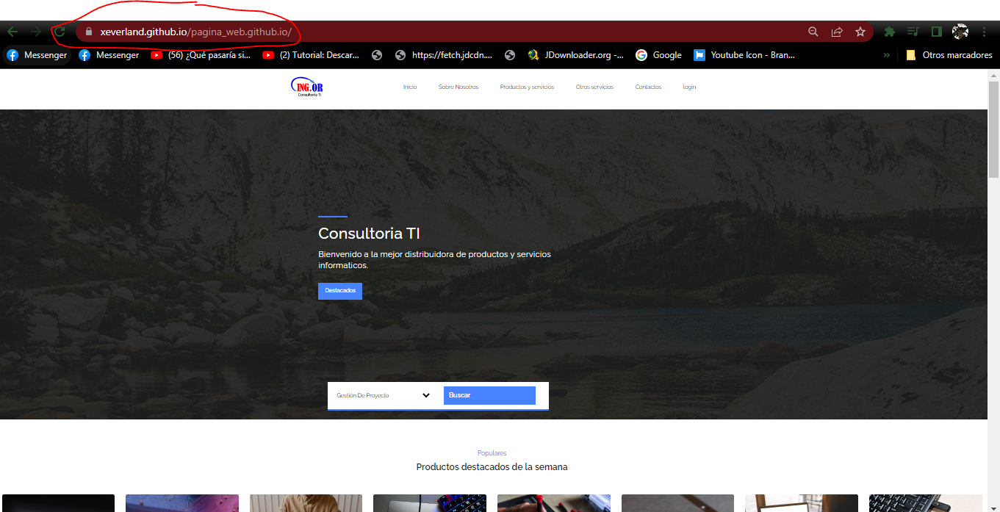 xeverland.github.io/pagina_web.github.io/
Messenger Messenger (56) ¿Qué pasaría si... (2) Tutorial: Descar... https://fetch.jdcdn.... JDownloader.org -... Google Youtube Icon - Bran... » Otros marcadores
ING.OR
Consultoria TI
Inicio Sobre Nosotros Productos y servicios Otros servicios Contactos login
Consultoria TI
Bienvenido a la mejor distribuidora de productos y servicios
informaticos.
Destacados
Gestión De Proyecto Buscar
Populares
Productos destacados de la semana